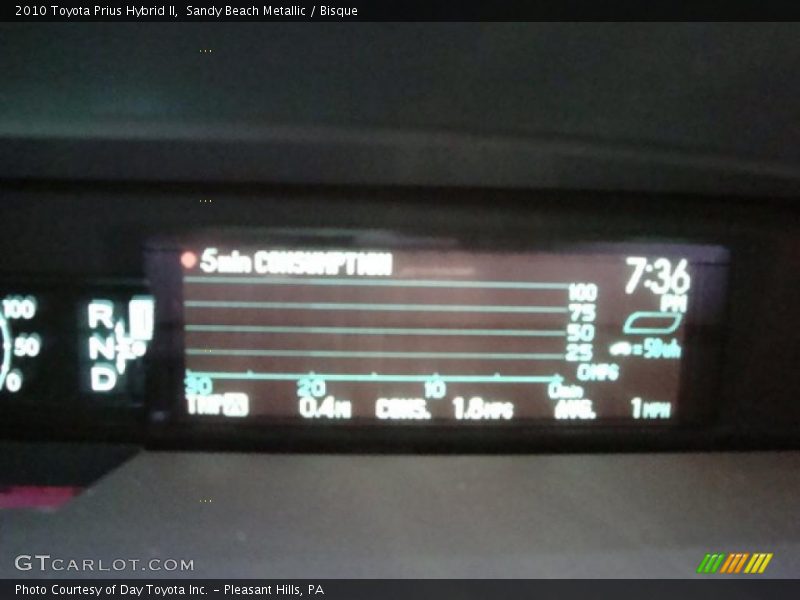 2010 Toyota Prius Hybrid II, Sandy Beach Metallic / Bisque
5min CONSUMPTION
7:36
PM
100
75
50
25
0MPG
= 50wh
30 20 10 0min
TRIP A 0.4MI CONS. 1.8MPG AVG. 1MPH
100
50
0
R
N
D
GTCARLOT.COM
Photo Courtesy of Day Toyota Inc. - Pleasant Hills, PA